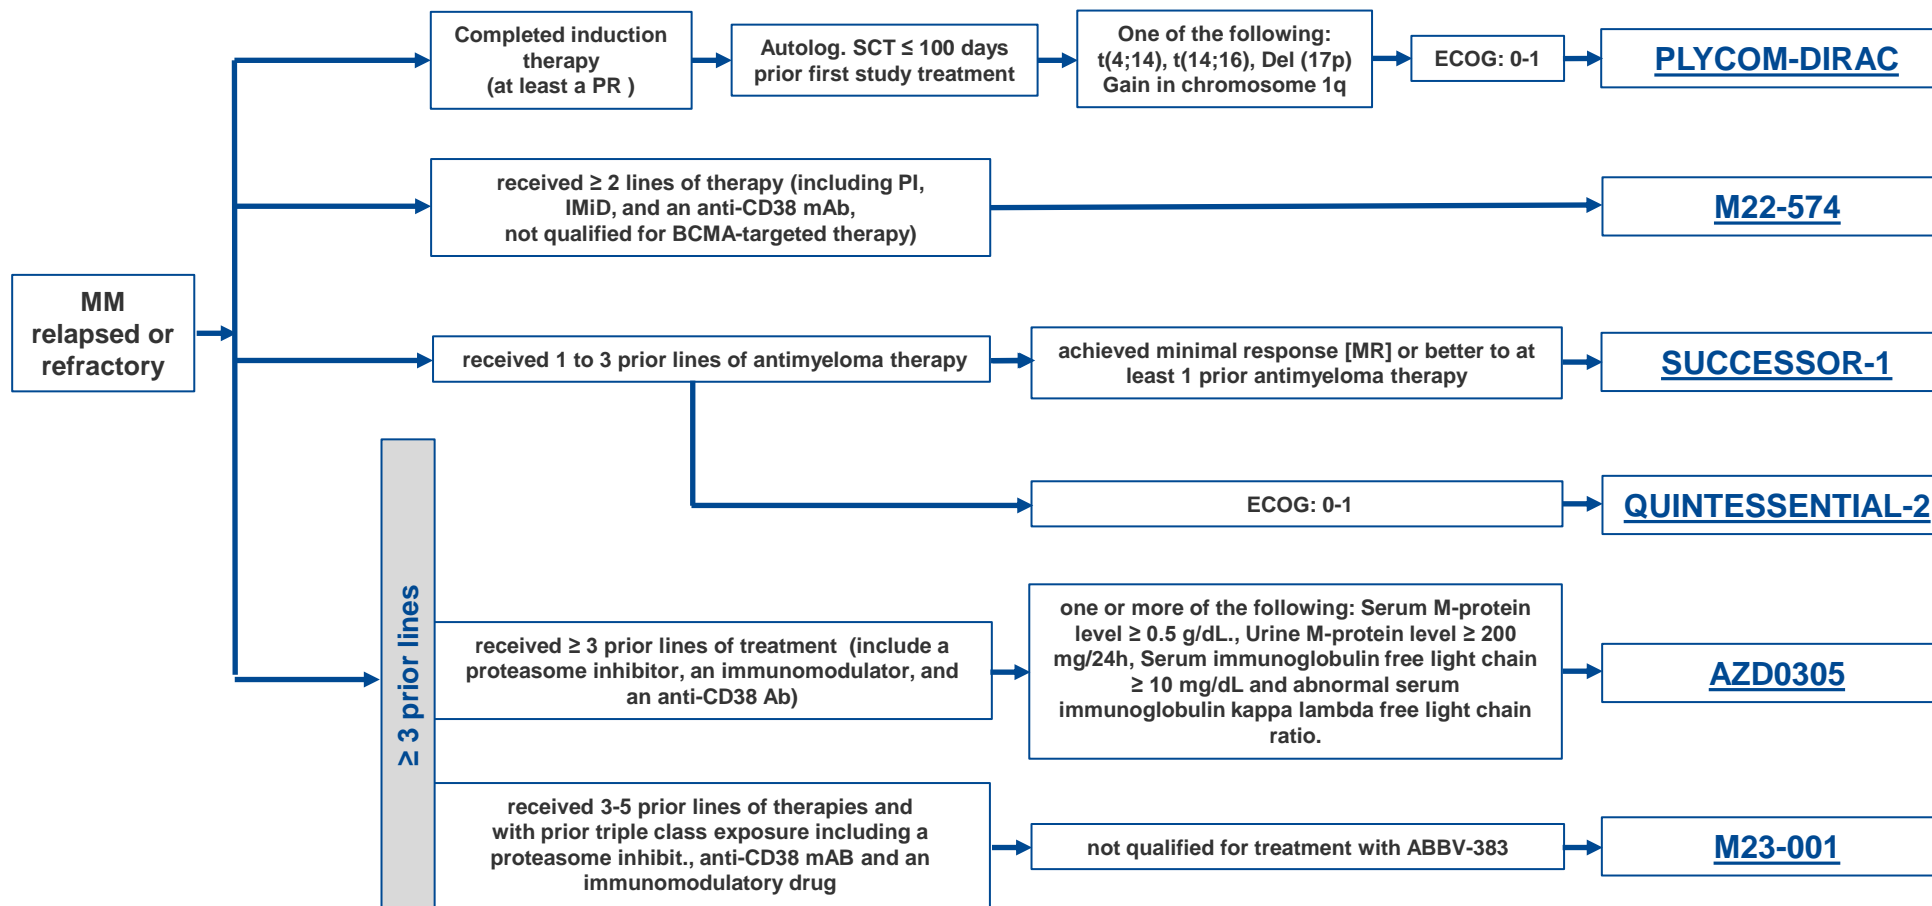 MM
relapsed or
refractory
Completed induction
therapy
(at least a PR )
Autolog. SCT ≤ 100 days
prior first study treatment
One of the following:
t(4;14), t(14;16), Del (17p)
Gain in chromosome 1q
ECOG: 0-1
PLYCOM-DIRAC
received ≥ 2 lines of therapy (including PI,
IMiD, and an anti-CD38 mAb,
not qualified for BCMA-targeted therapy)
M22-574
received 1 to 3 prior lines of antimyeloma therapy
achieved minimal response [MR] or better to at
least 1 prior antimyeloma therapy
SUCCESSOR-1
ECOG: 0-1
QUINTESSENTIAL-2
≥ 3 prior lines
received ≥ 3 prior lines of treatment (include a
proteasome inhibitor, an immunomodulator, and
an anti-CD38 Ab)
one or more of the following: Serum M-protein
level ≥ 0.5 g/dL., Urine M-protein level ≥ 200
mg/24h, Serum immunoglobulin free light chain
≥ 10 mg/dL and abnormal serum
immunoglobulin kappa lambda free light chain
ratio.
AZD0305
received 3-5 prior lines of therapies and
with prior triple class exposure including a
proteasome inhibit., anti-CD38 mAB and an
immunomodulatory drug
not qualified for treatment with ABBV-383
M23-001